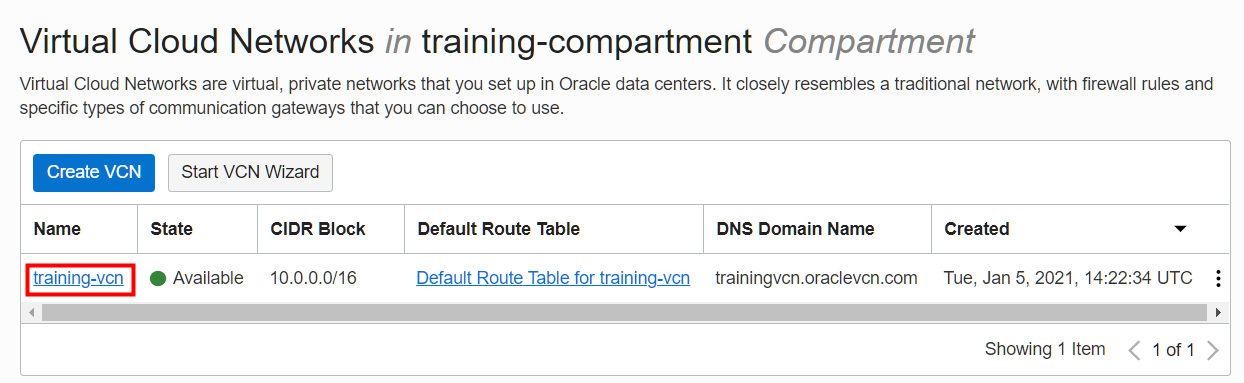 Virtual Cloud Networks in training-compartment Compartment
Virtual Cloud Networks are virtual, private networks that you set up in Oracle data centers. It closely resembles a traditional network, with firewall rules and
specific types of communication gateways that you can choose to use.
Create VCN Start VCN Wizard
Name State CIDR Block Default Route Table DNS Domain Name Created
training-vcn Available 10.0.0.0/16 Default Route Table for training-vcn trainingvcn.oraclevcn.com Tue, Jan 5, 2021, 14:22:34 UTC
Showing 1 Item 1 of 1